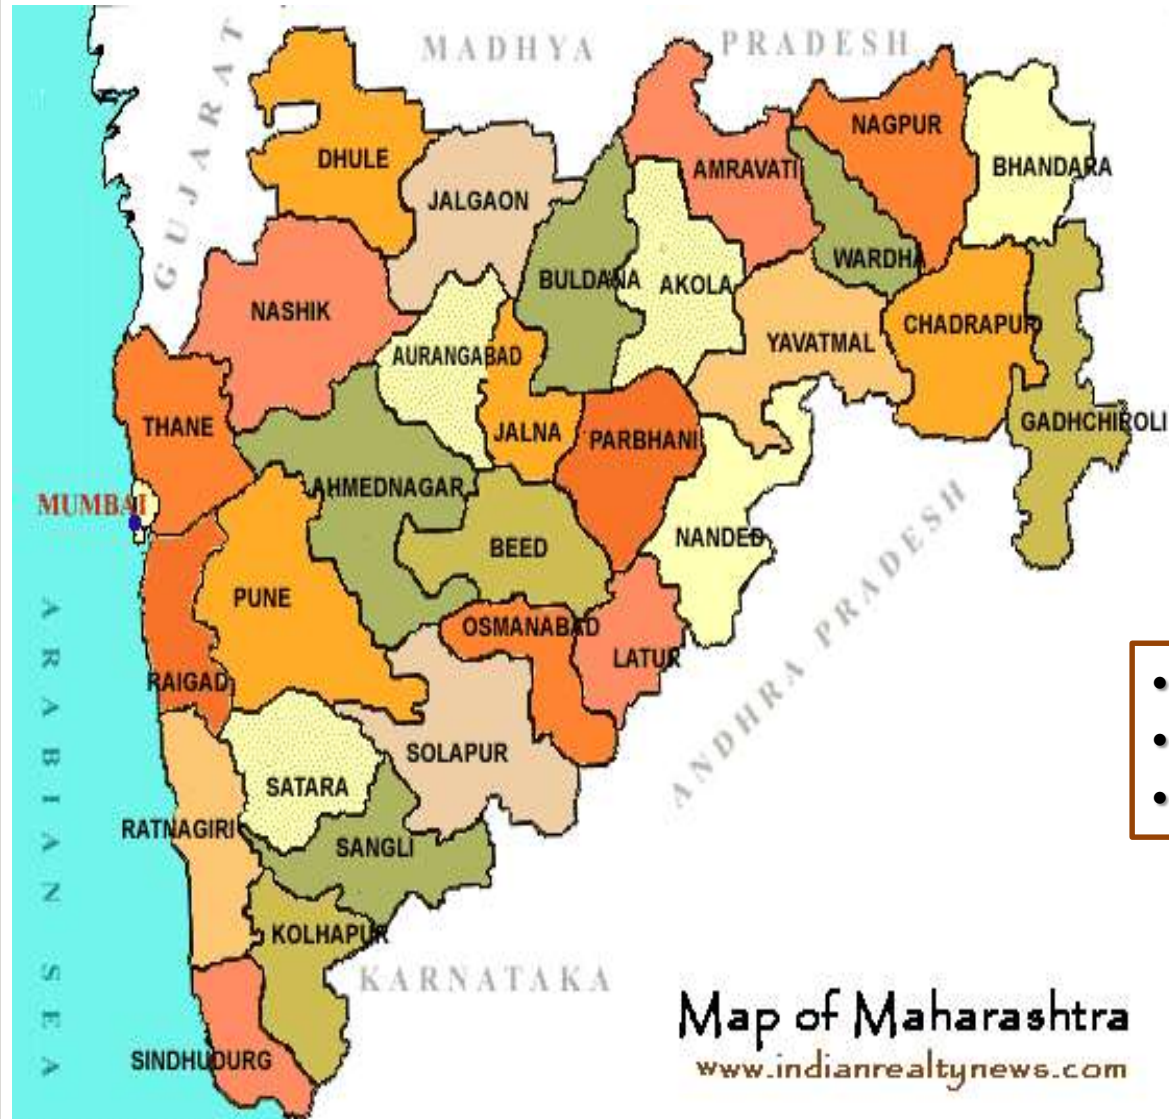 MADHYA PRADESH
GUJARAT
NAGPUR
DHULE
AMRAVATI
BHANDARA
JALGAON
WARDHA
BULDANA
AKOLA
NASHIK
CHADRAPUR
YAVATMAL
AURANGABAD
GADHCHIROLI
THANE
JALNA
PARBHANI
AHMEDNAGAR
MUMBAI
NANDED
BEED
PUNE
OSMANABAD
LATUR
ANDHRA PRADESH
RAIGAD
SOLAPUR
SATARA
RATNAGIRI
SANGLI
KOLHAPUR
KARNATAKA
ARABIAN SEA
SINDHUDURG
Map of Maharashtra
www.indianrealtynews.com